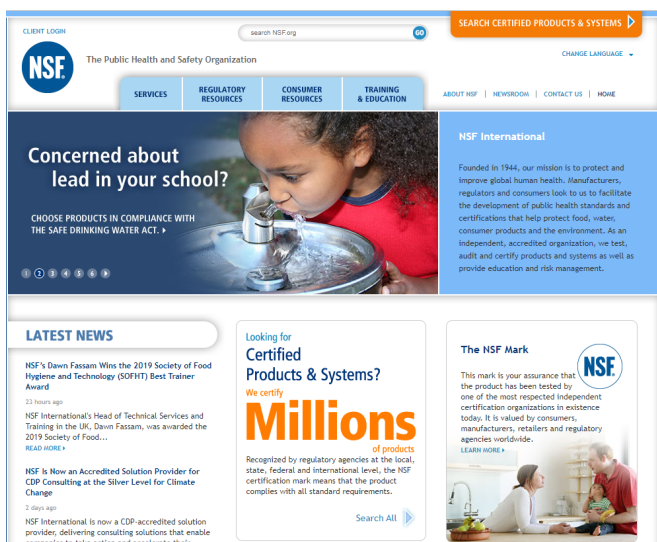 CLIENT LOGIN
search NSF.org
GO
SEARCH CERTIFIED PRODUCTS & SYSTEMS
NSF.
The Public Health and Safety Organization
CHANGE LANGUAGE
SERVICES
REGULATORY
RESOURCES
CONSUMER
RESOURCES
TRAINING
& EDUCATION
ABOUT NSF | NEWSROOM | CONTACT US | HOME
Concerned about
lead in your school?
CHOOSE PRODUCTS IN COMPLIANCE WITH
THE SAFE DRINKING WATER ACT.
1 2 3 4 5 6
NSF International
Founded in 1944, our mission is to protect and
improve global human health. Manufacturers,
regulators and consumers look to us to facilitate
the development of public health standards and
certifications that help protect food, water,
consumer products and the environment. As an
independent, accredited organization, we test,
audit and certify products and systems as well as
provide education and risk management.
LATEST NEWS
NSF's Dawn Fassam Wins the 2019 Society of Food
Hygiene and Technology (SOFHT) Best Trainer
Award
23 hours ago
NSF International's Head of Technical Services and
Training in the UK, Dawn Fassam, was awarded the
2019 Society of Food...
READ MORE
NSF Is Now an Accredited Solution Provider for
CDP Consulting at the Silver Level for Climate
Change
2 days ago
NSF International is now a CDP-accredited solution
provider, delivering consulting solutions that enable
Looking for
Certified
Products & Systems?
We certify
Millions
of products
Recognized by regulatory agencies at the local,
state, federal and international level, the NSF
certification mark means that the product
complies with all standard requirements.
Search All
The NSF Mark
NSF.
This mark is your assurance that
the product has been tested by
one of the most respected independent
certification organizations in existence
today. It is valued by consumers,
manufacturers, retailers and regulatory
agencies worldwide.
LEARN MORE